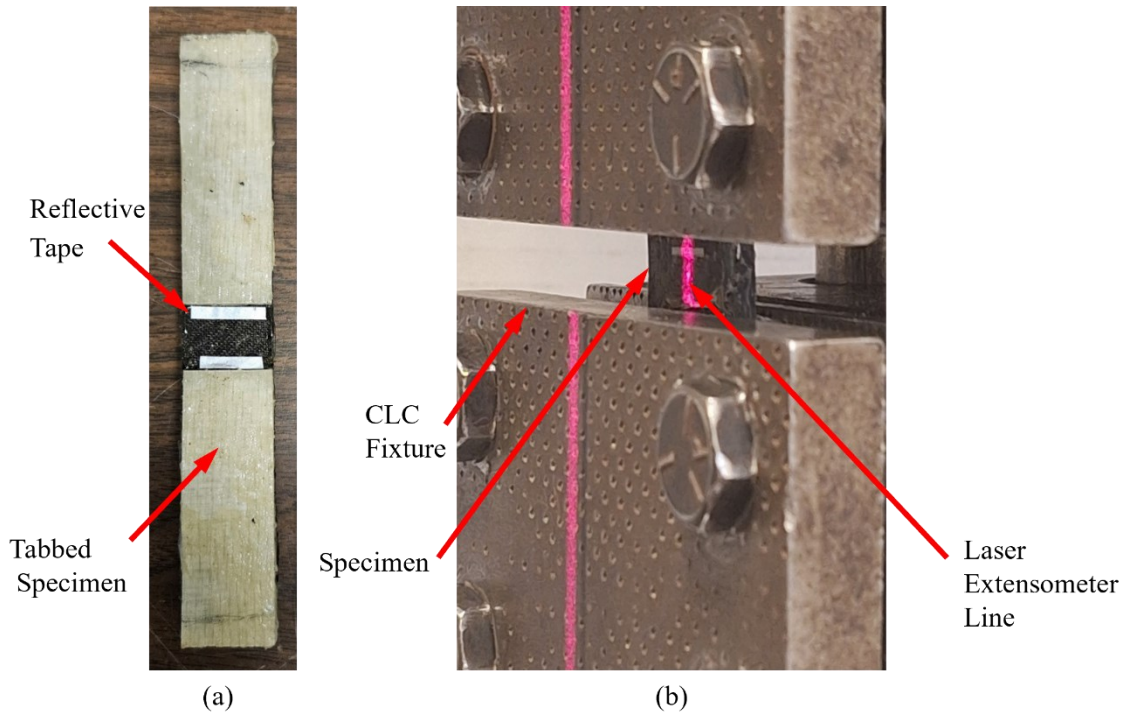 Reflective
Tape
Tabbed
Specimen
(a)
CLC
Fixture
Specimen
Laser
Extensometer
Line
(b)